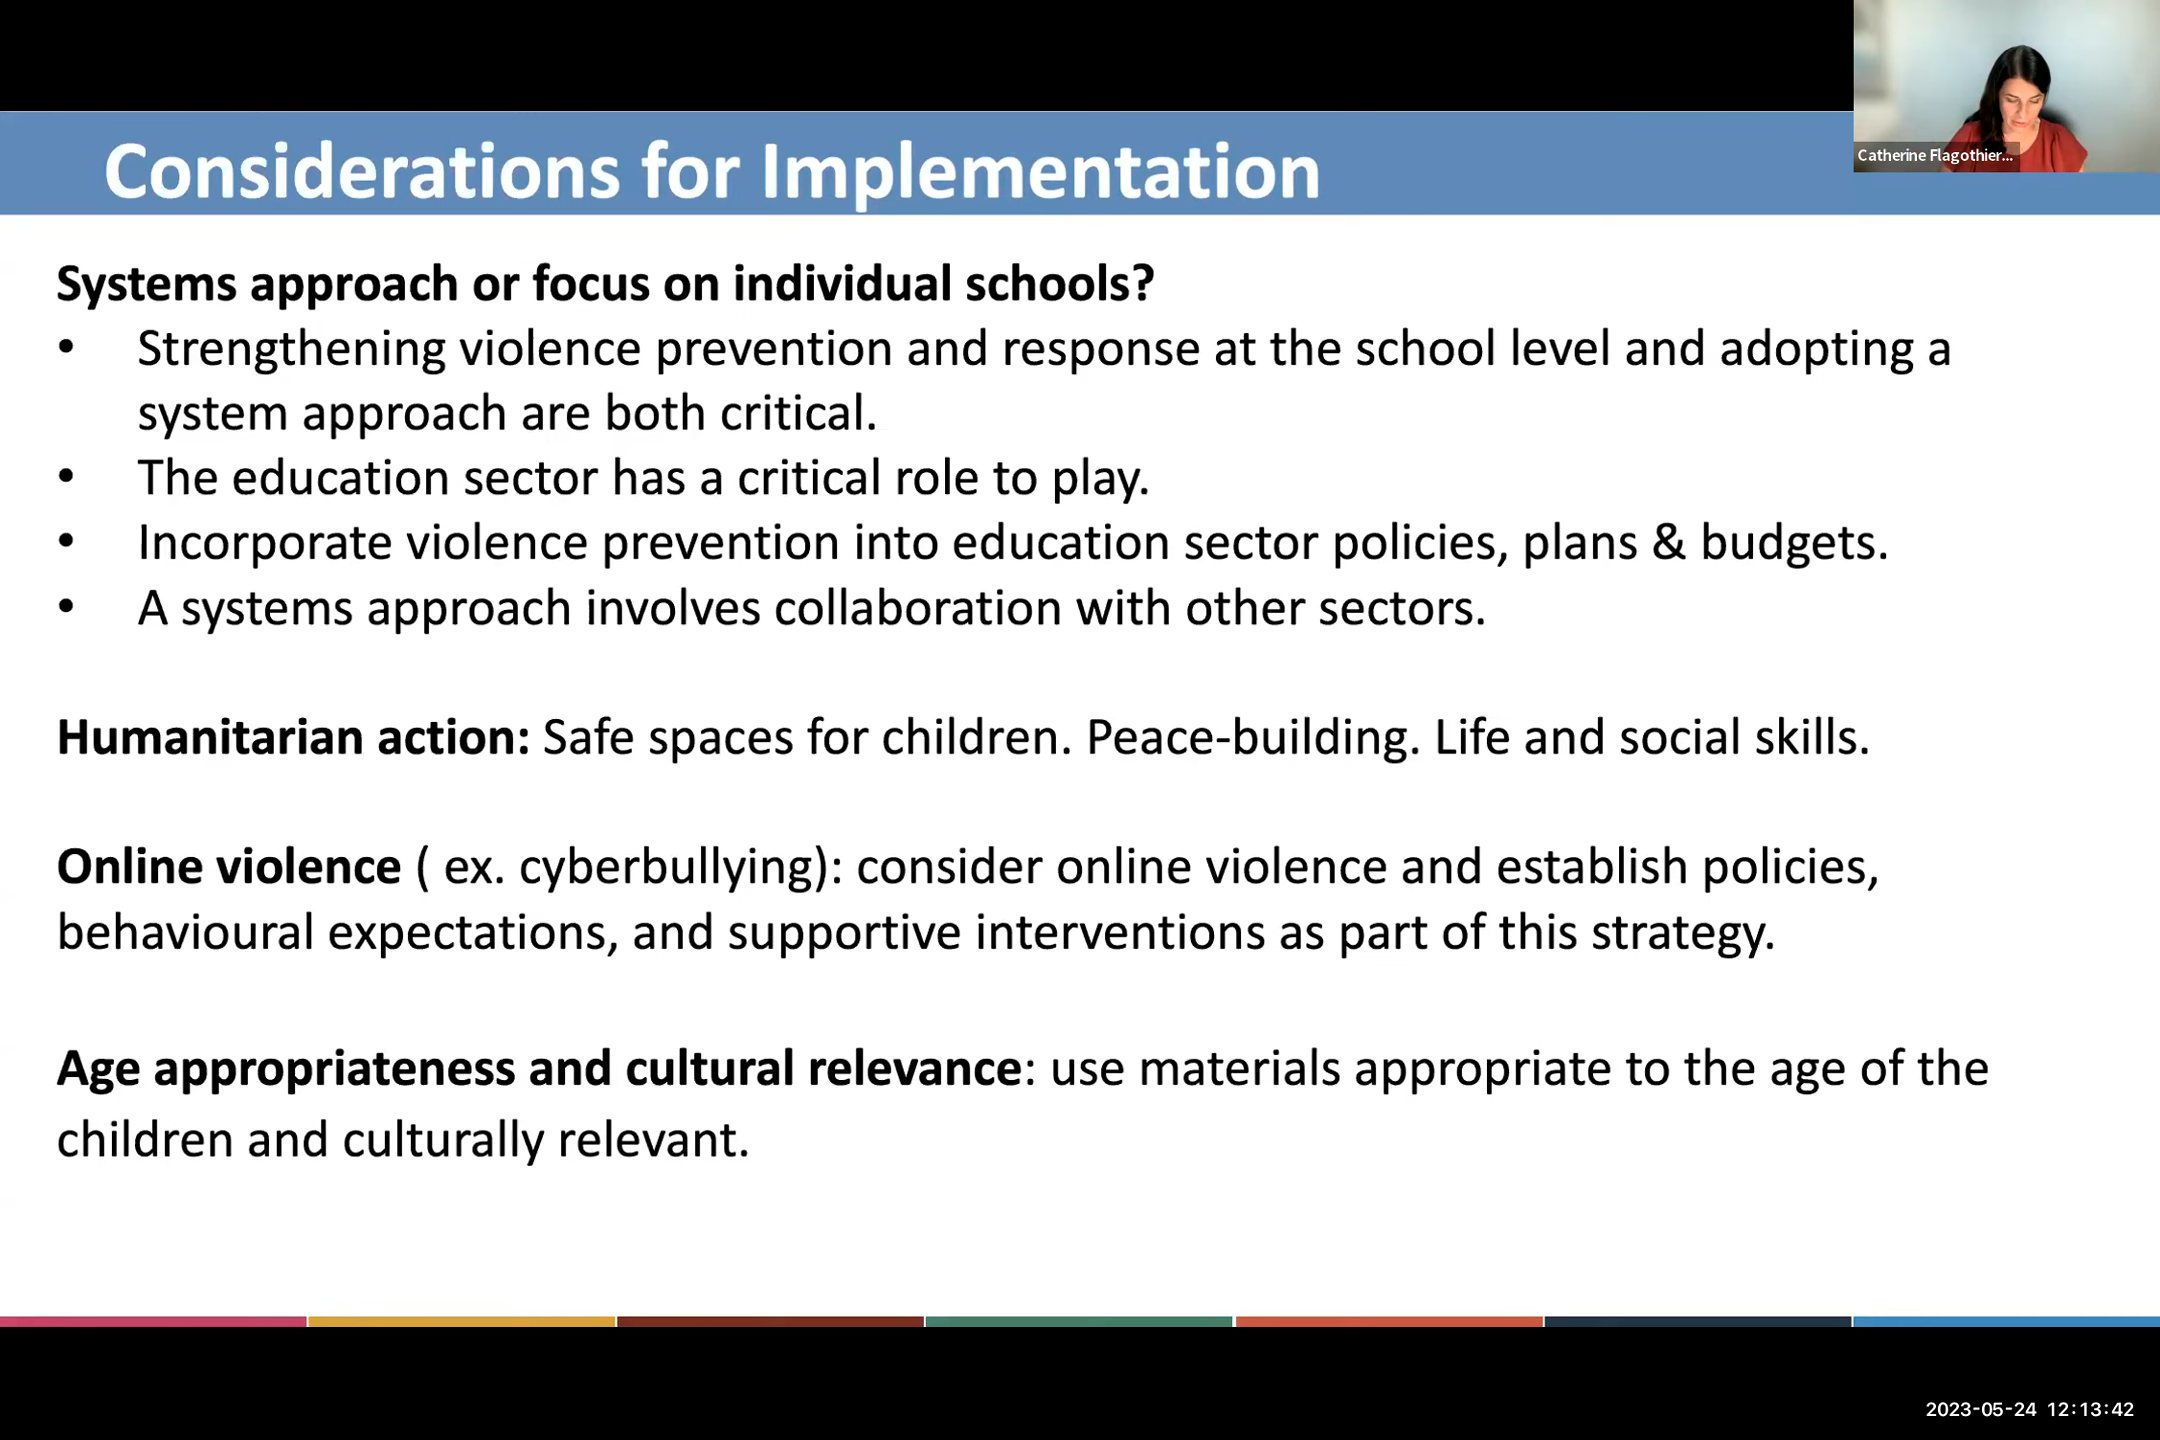 Catherine Flagothier...
Considerations for Implementation
Systems approach or focus on individual schools?
• Strengthening violence prevention and response at the school level and adopting a
system approach are both critical.
• The education sector has a critical role to play.
• Incorporate violence prevention into education sector policies, plans & budgets.
• A systems approach involves collaboration with other sectors.
Humanitarian action: Safe spaces for children. Peace-building. Life and social skills.
Online violence ( ex. cyberbullying): consider online violence and establish policies,
behavioural expectations, and supportive interventions as part of this strategy.
Age appropriateness and cultural relevance: use materials appropriate to the age of the
children and culturally relevant.
2023-05-24 12:13:42